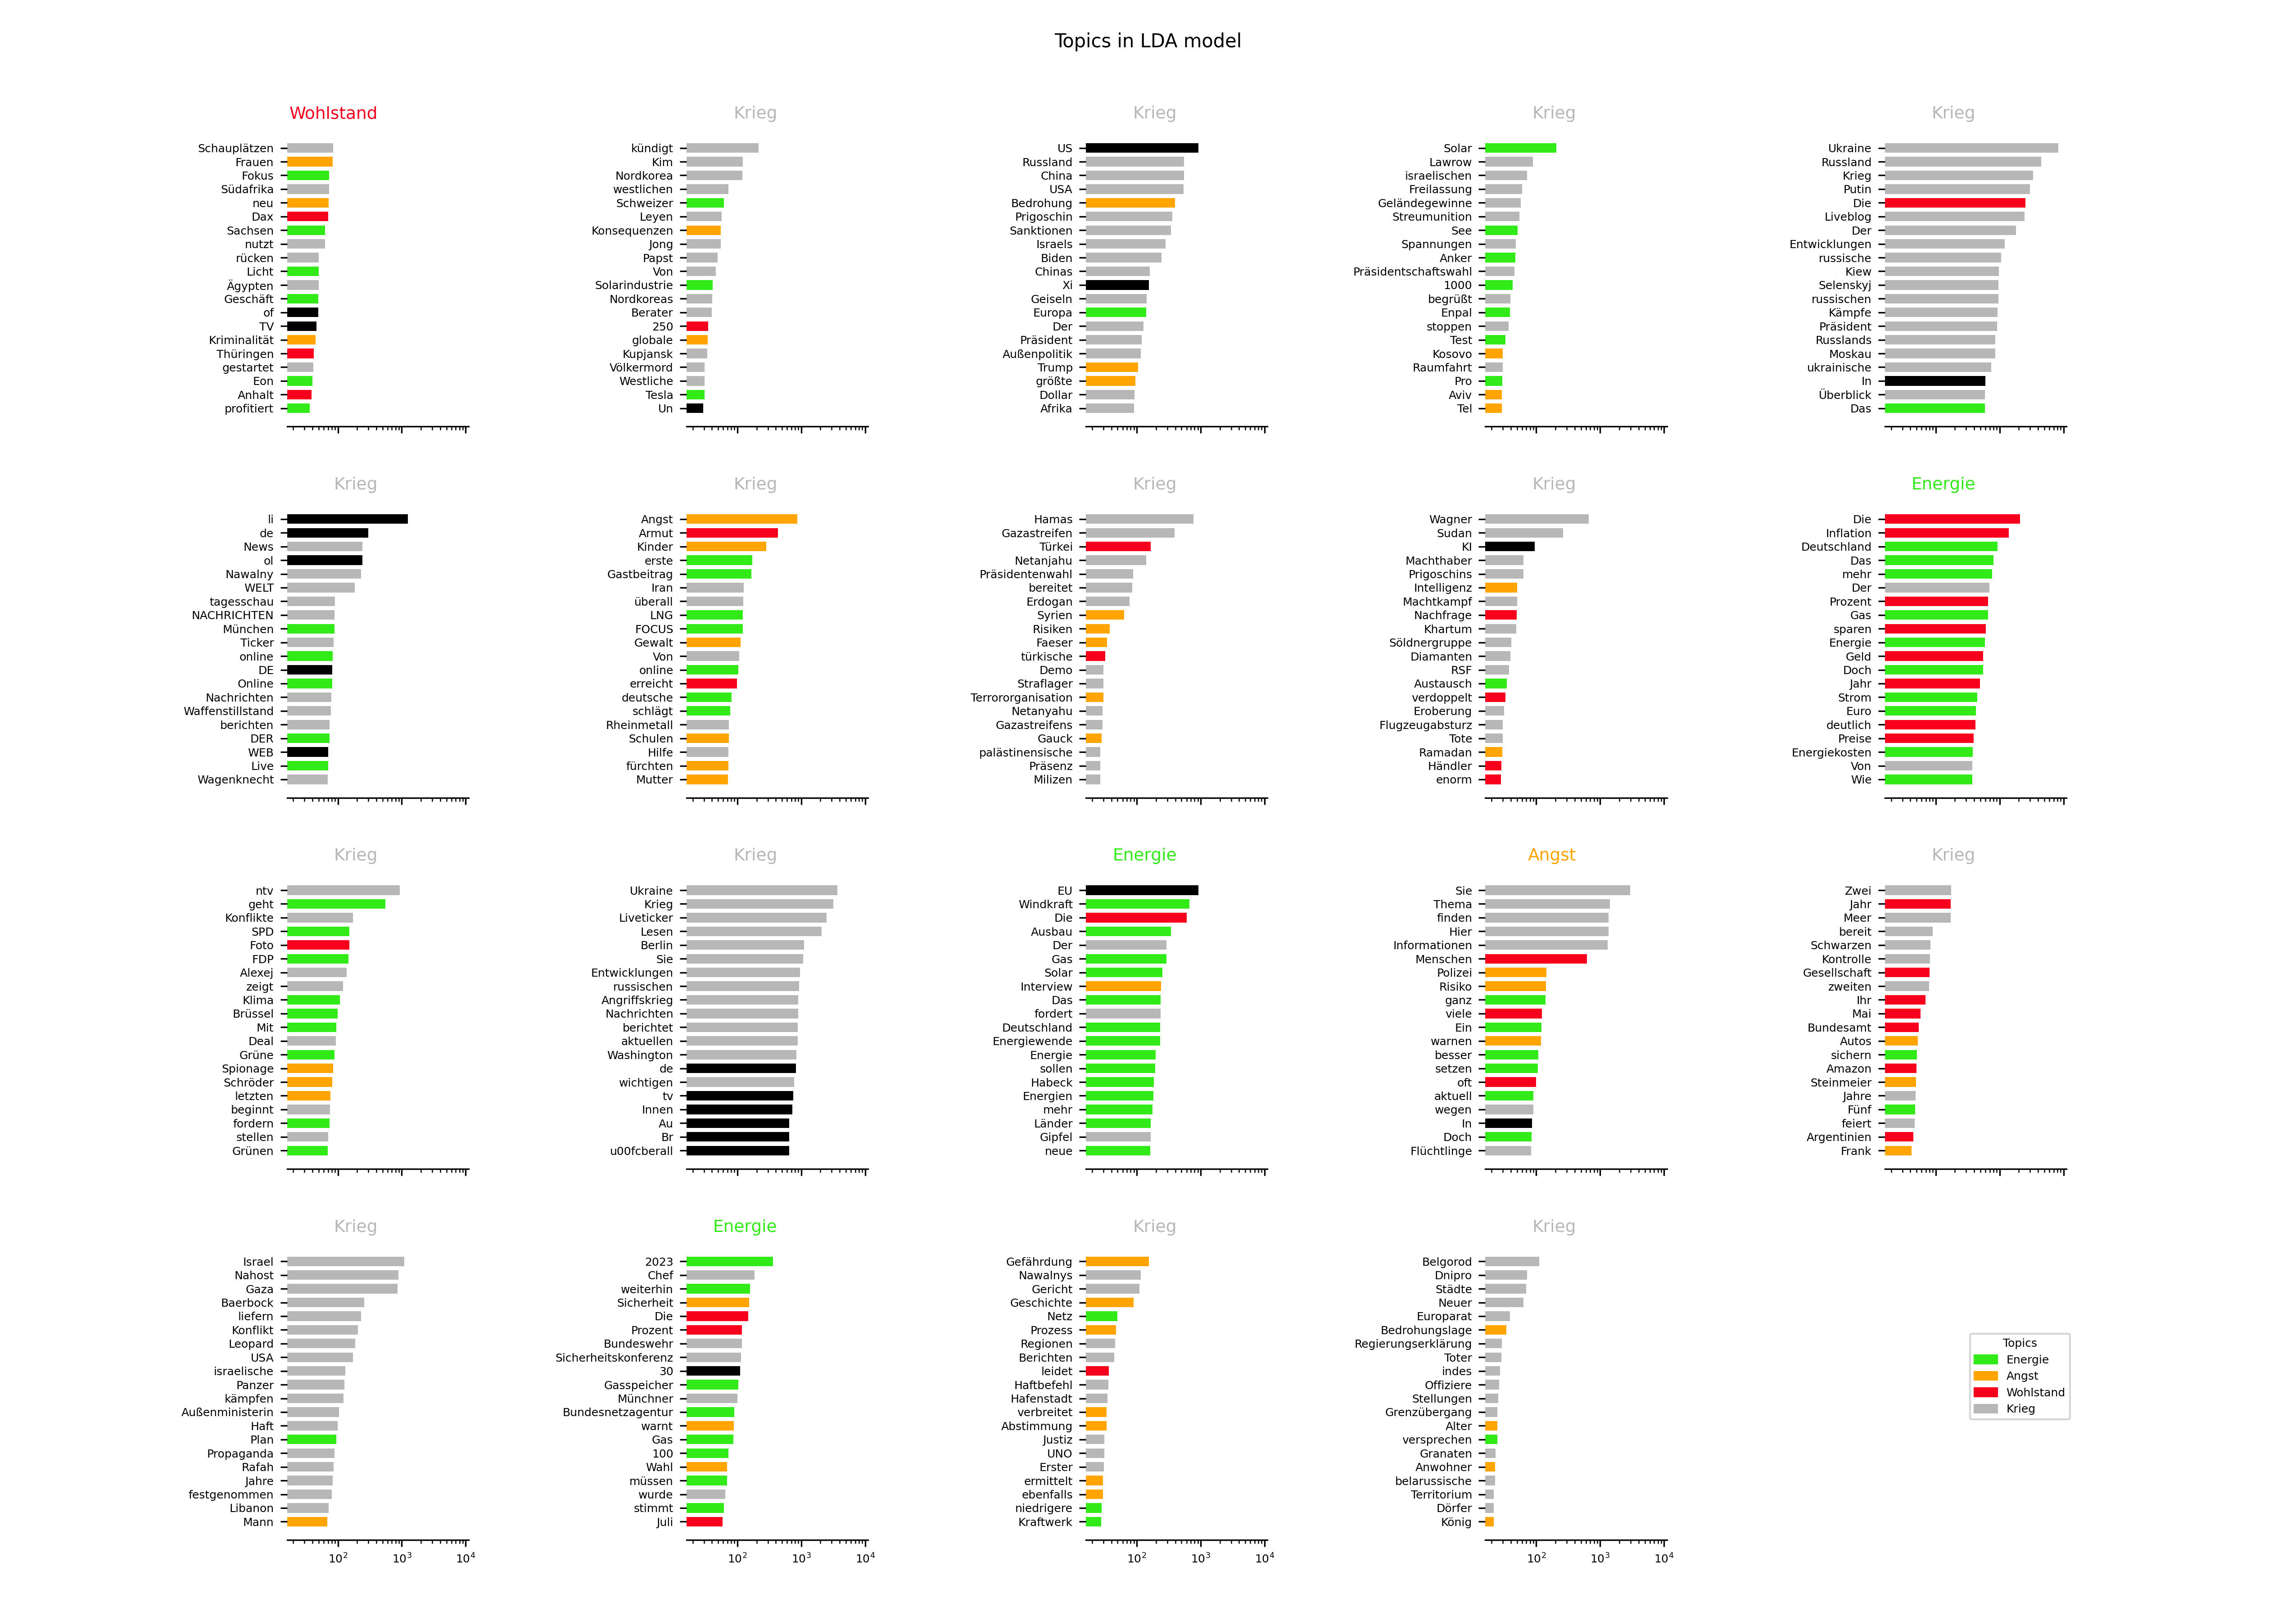 Topics in LDA model
Wohlstand
Schauplätzen
Frauen
Fokus
Südafrika
neu
Dax
Sachsen
nutzt
rücken
Licht
Ägypten
Geschäft
of
TV
Kriminalität
Thüringen
gestartet
Eon
Anhalt
profitiert
Krieg
kündigt
Kim
Nordkorea
westlichen
Schweizer
Leyen
Konsequenzen
Jong
Papst
Von
Solarindustrie
Nordkoreas
Berater
250
globale
Kupjansk
Völkermord
Westliche
Tesla
Un
Krieg
US
Russland
China
USA
Bedrohung
Prigoschin
Sanktionen
Israels
Biden
Chinas
Xi
Geiseln
Europa
Der
Präsident
Außenpolitik
Trump
größte
Dollar
Afrika
Krieg
Solar
Lawrow
israelischen
Freilassung
Geländegewinne
Streumunition
See
Spannungen
Anker
Präsidentschaftswahl
1000
begrüßt
Enpal
stoppen
Test
Kosovo
Raumfahrt
Pro
Aviv
Tel
Krieg
Ukraine
Russland
Krieg
Putin
Die
Liveblog
Der
Entwicklungen
russische
Kiew
Selenskyj
russischen
Kämpfe
Präsident
Russlands
Moskau
ukrainische
In
Überblick
Das
Krieg
li
de
News
ol
Nawalny
WELT
tagesschau
NACHRICHTEN
München
Ticker
online
DE
Online
Nachrichten
Waffenstillstand
berichten
DER
WEB
Live
Wagenknecht
Krieg
Angst
Armut
Kinder
erste
Gastbeitrag
Iran
überall
LNG
FOCUS
Gewalt
Von
online
erreicht
deutsche
schlägt
Rheinmetall
Schulen
Hilfe
fürchten
Mutter
Krieg
Hamas
Gazastreifen
Türkei
Netanjahu
Präsidentenwahl
bereitet
Erdogan
Syrien
Risiken
Faeser
türkische
Demo
Straflager
Terrororganisation
Netanyahu
Gazastreifens
Gauck
palästinensische
Präsenz
Milizen
Krieg
Wagner
Sudan
KI
Machthaber
Prigoschins
Intelligenz
Machtkampf
Nachfrage
Khartum
Söldnergruppe
Diamanten
RSF
Austausch
verdoppelt
Eroberung
Flugzeugabsturz
Tote
Ramadan
Händler
enorm
Energie
Die
Inflation
Deutschland
Das
mehr
Der
Prozent
Gas
sparen
Energie
Geld
Doch
Jahr
Strom
Euro
deutlich
Preise
Energiekosten
Von
Wie
Krieg
ntv
geht
Konflikte
SPD
Foto
FDP
Alexej
zeigt
Klima
Brüssel
Mit
Deal
Grüne
Spionage
Schröder
letzten
beginnt
fordern
stellen
Grünen
Krieg
Ukraine
Krieg
Liveticker
Lesen
Berlin
Sie
Entwicklungen
russischen
Angriffskrieg
Nachrichten
berichtet
aktuellen
Washington
de
wichtigen
tv
Innen
Au
Br
u00fcberall
Energie
EU
Windkraft
Die
Ausbau
Der
Gas
Solar
Interview
Das
fordert
Deutschland
Energiewende
Energie
sollen
Habeck
Energien
mehr
Länder
Gipfel
neue
Angst
Sie
Thema
finden
Hier
Informationen
Menschen
Polizei
Risiko
ganz
viele
Ein
warnen
besser
setzen
oft
aktuell
wegen
In
Doch
Flüchtlinge
Krieg
Zwei
Jahr
Meer
bereit
Schwarzen
Kontrolle
Gesellschaft
zweiten
Ihr
Mai
Bundesamt
Autos
sichern
Amazon
Steinmeier
Jahre
Fünf
feiert
Argentinien
Frank
Krieg
Israel
Nahost
Gaza
Baerbock
liefern
Konflikt
Leopard
USA
israelische
Panzer
kämpfen
Außenministerin
Haft
Plan
Propaganda
Rafah
Jahre
festgenommen
Libanon
Mann
10²
10³
10⁴
Energie
2023
Chef
weiterhin
Sicherheit
Die
Prozent
Bundeswehr
Sicherheitskonferenz
30
Gasspeicher
Münchner
Bundesnetzagentur
warnt
Gas
100
Wahl
müssen
wurde
stimmt
Juli
10²
10³
10⁴
Krieg
Gefährdung
Nawalnys
Gericht
Geschichte
Netz
Prozess
Regionen
Berichten
leidet
Haftbefehl
Hafenstadt
verbreitet
Abstimmung
Justiz
UNO
Erster
ermittelt
ebenfalls
niedrigere
Kraftwerk
10²
10³
10⁴
Krieg
Belgorod
Dnipro
Städte
Neuer
Europarat
Bedrohungslage
Regierungserklärung
Toter
indes
Offiziere
Stellungen
Grenzübergang
Alter
versprechen
Granaten
Anwohner
belarussische
Territorium
Dörfer
König
10²
10³
10⁴
Topics
Energie
Angst
Wohlstand
Krieg